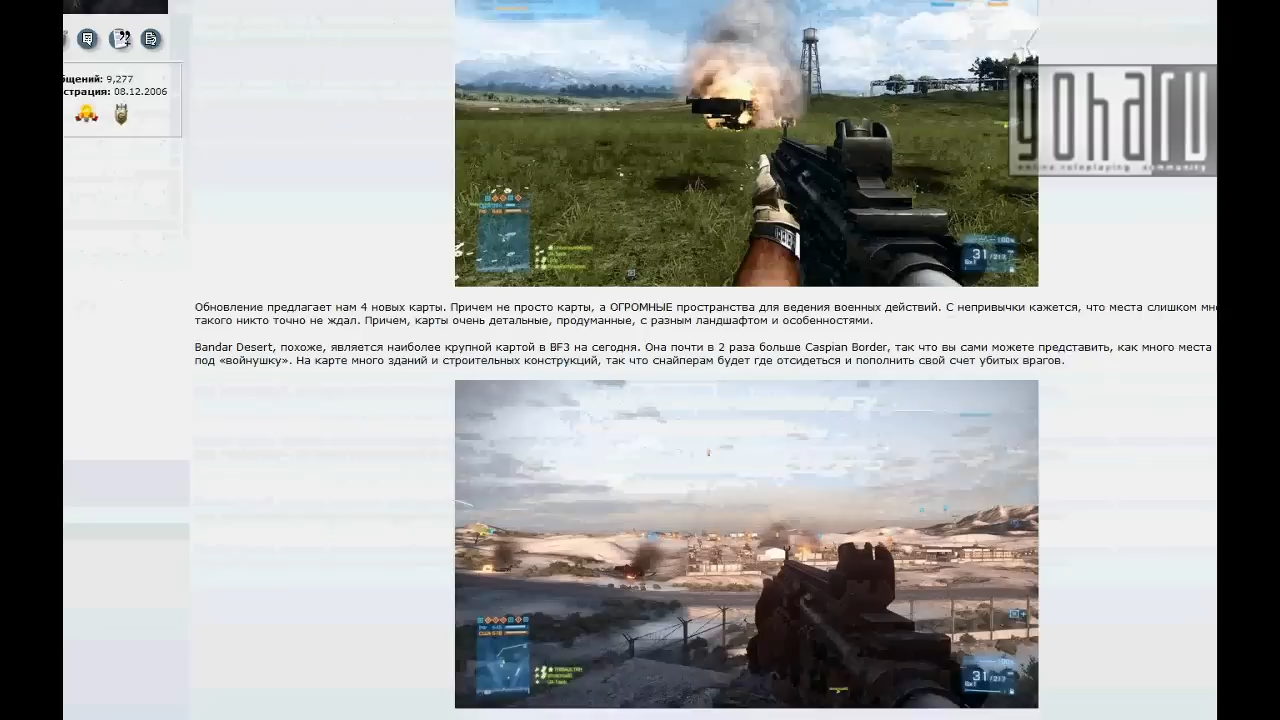 бщений: 9,277
страция: 08.12.2006
goharu
online roleplaying community
31
Обновление предлагает нам 4 новых карты. Причем не просто карты, а ОГРОМНЫЕ пространства для ведения военных действий. С непривычки кажется, что места слишком мн
такого никто точно не ждал. Причем, карты очень детальные, продуманные, с разным ландшафтом и особенностями.
Bandar Desert, похоже, является наиболее крупной картой в BF3 на сегодня. Она почти в 2 раза больше Caspian Border, так что вы сами можете представить, как много места
под «войнушку». На карте много зданий и строительных конструкций, так что снайперам будет где отсидеться и пополнить свой счет убитых врагов.
31